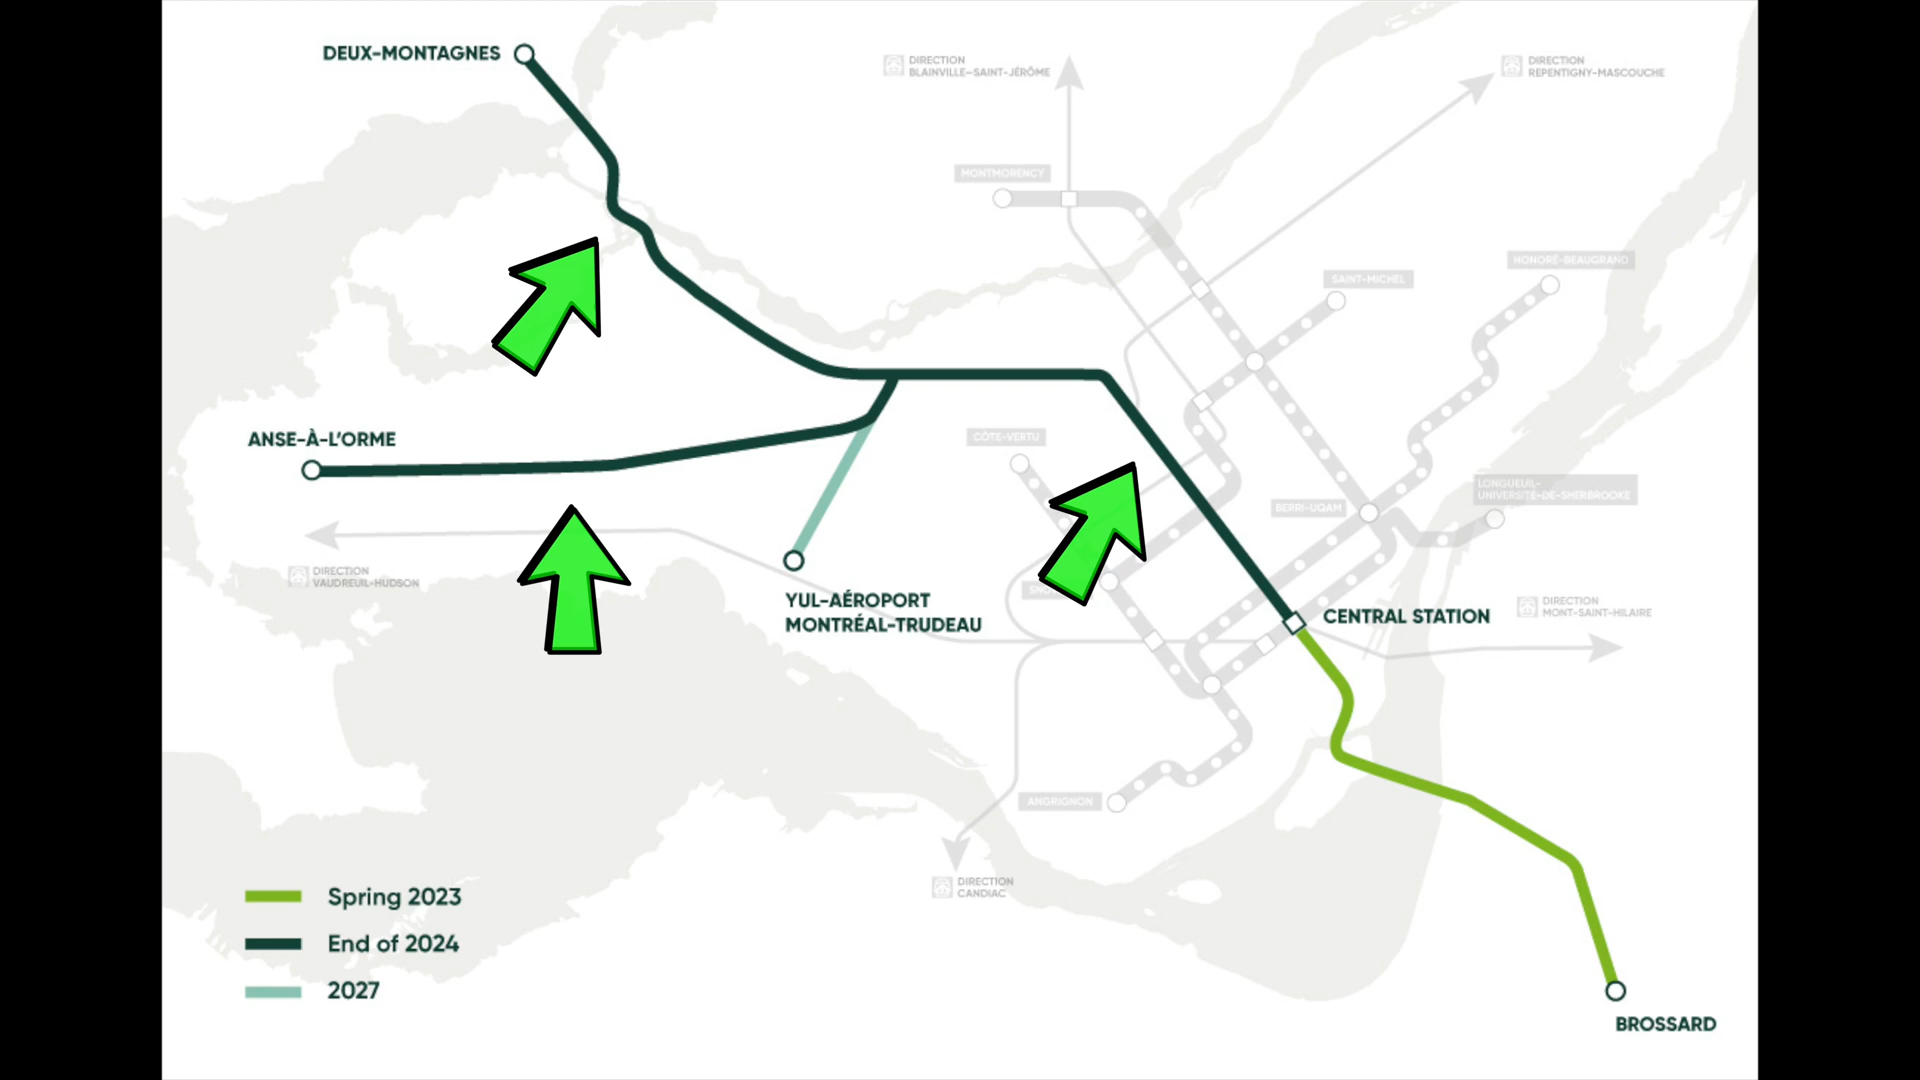 DEUX-MONTAGNES
DIRECTION
BLAINVILLE–SAINT-JÉRÔME
DIRECTION
REPENTIGNY-MASCOUCHE
MONTMORENCY
HONORÉ-BEAUGRAND
SAINT-MICHEL
ANSE-À-L'ORME
CÔTE-VERTU
LONGUEUIL-
UNIVERSITÉ-DE-SHERBROOKE
BERRI-UQAM
DIRECTION
VAUDREUIL-HUDSON
YUL-AÉROPORT
MONTRÉAL-TRUDEAU
CENTRAL STATION
DIRECTION
MONT-SAINT-HILAIRE
ANGRIGNON
DIRECTION
CANDIAC
Spring 2023
End of 2024
2027
BROSSARD